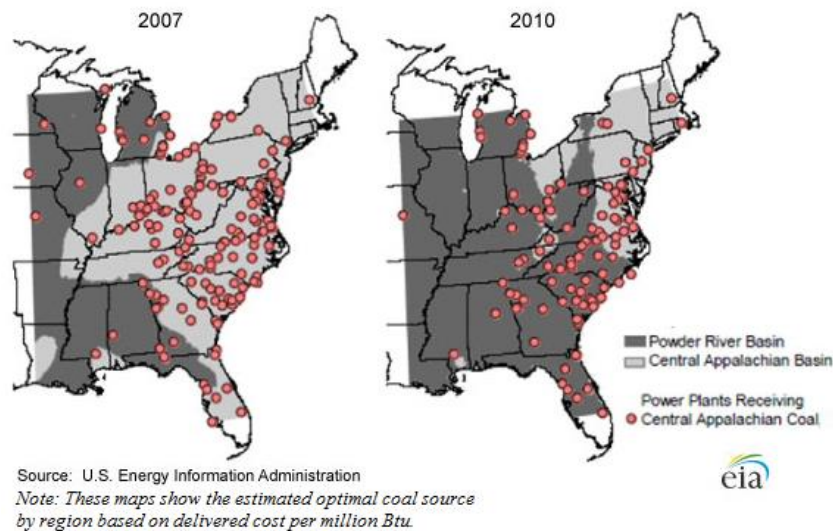 2007
2010
Powder River Basin
Central Appalachian Basin
Power Plants Receiving
Central Appalachian Coal
eia
Source: U.S. Energy Information Administration
Note: These maps show the estimated optimal coal source
by region based on delivered cost per million Btu.